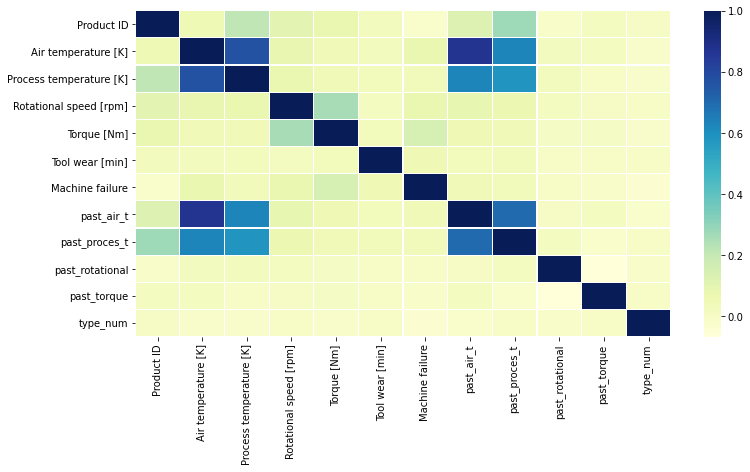 Product ID
Air temperature [K]
Process temperature [K]
Rotational speed [rpm]
Torque [Nm]
Tool wear [min]
Machine failure
past_air_t
past_proces_t
past_rotational
past_torque
type_num
Product ID
Air temperature [K]
Process temperature [K]
Rotational speed [rpm]
Torque [Nm]
Tool wear [min]
Machine failure
past_air_t
past_proces_t
past_rotational
past_torque
type_num
1.0
0.8
0.6
0.4
0.2
0.0